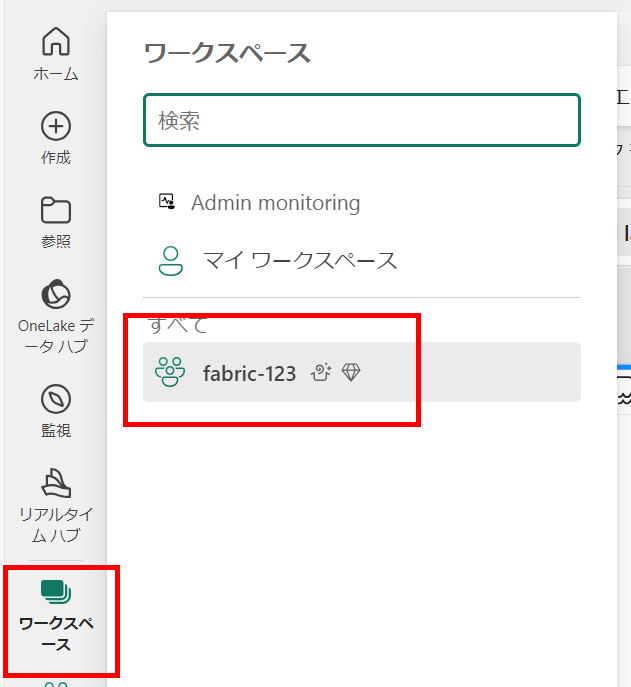 ホーム
作成
参照
OneLake デ
ータ ハブ
監視
リアルタイ
ム ハブ
ワークスペ
ース
ワークスペース
検索
Admin monitoring
マイ ワークスペース
すべて
fabric-123